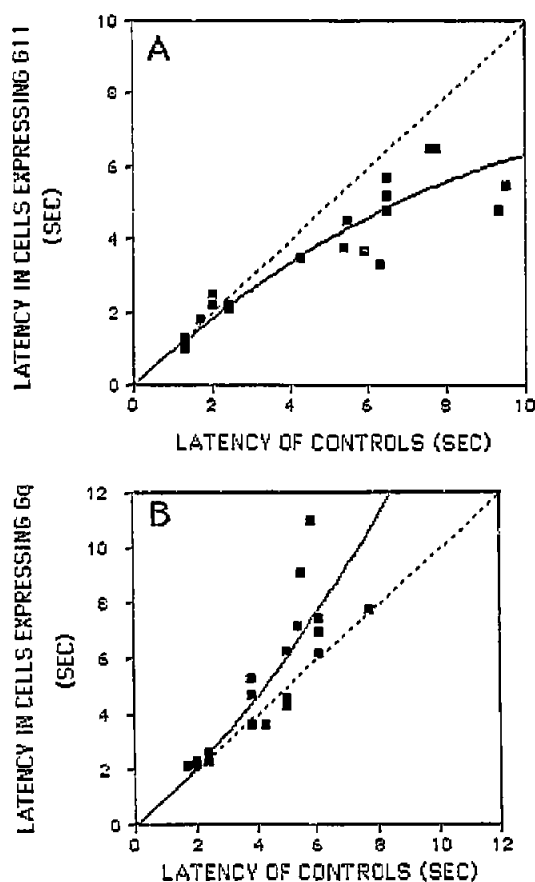 A
LATENCY IN CELLS EXPRESSING G11
(SEC)
10
8
6
4
2
0
0 2 4 6 8 10
LATENCY OF CONTROLS (SEC)
B
LATENCY IN CELLS EXPRESSING Gq
(SEC)
12
10
8
6
4
2
0
0 2 4 6 8 10 12
LATENCY OF CONTROLS (SEC)